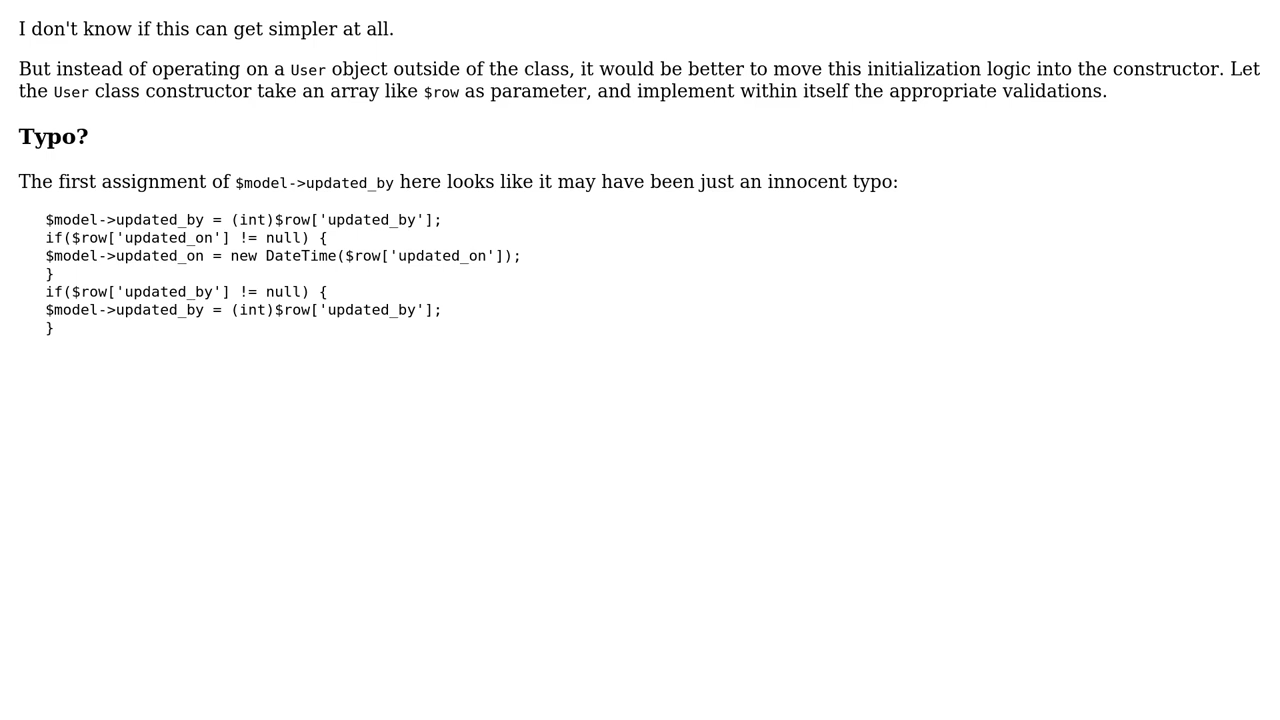 I don't know if this can get simpler at all.
But instead of operating on a User object outside of the class, it would be better to move this initialization logic into the constructor. Let
the User class constructor take an array like $row as parameter, and implement within itself the appropriate validations.
Typo?
The first assignment of $model->updated_by here looks like it may have been just an innocent typo:
$model->updated_by = (int)$row['updated_by'];
if($row['updated_on'] != null) {
$model->updated_on = new DateTime($row['updated_on']);
}
if($row['updated_by'] != null) {
$model->updated_by = (int)$row['updated_by'];
}